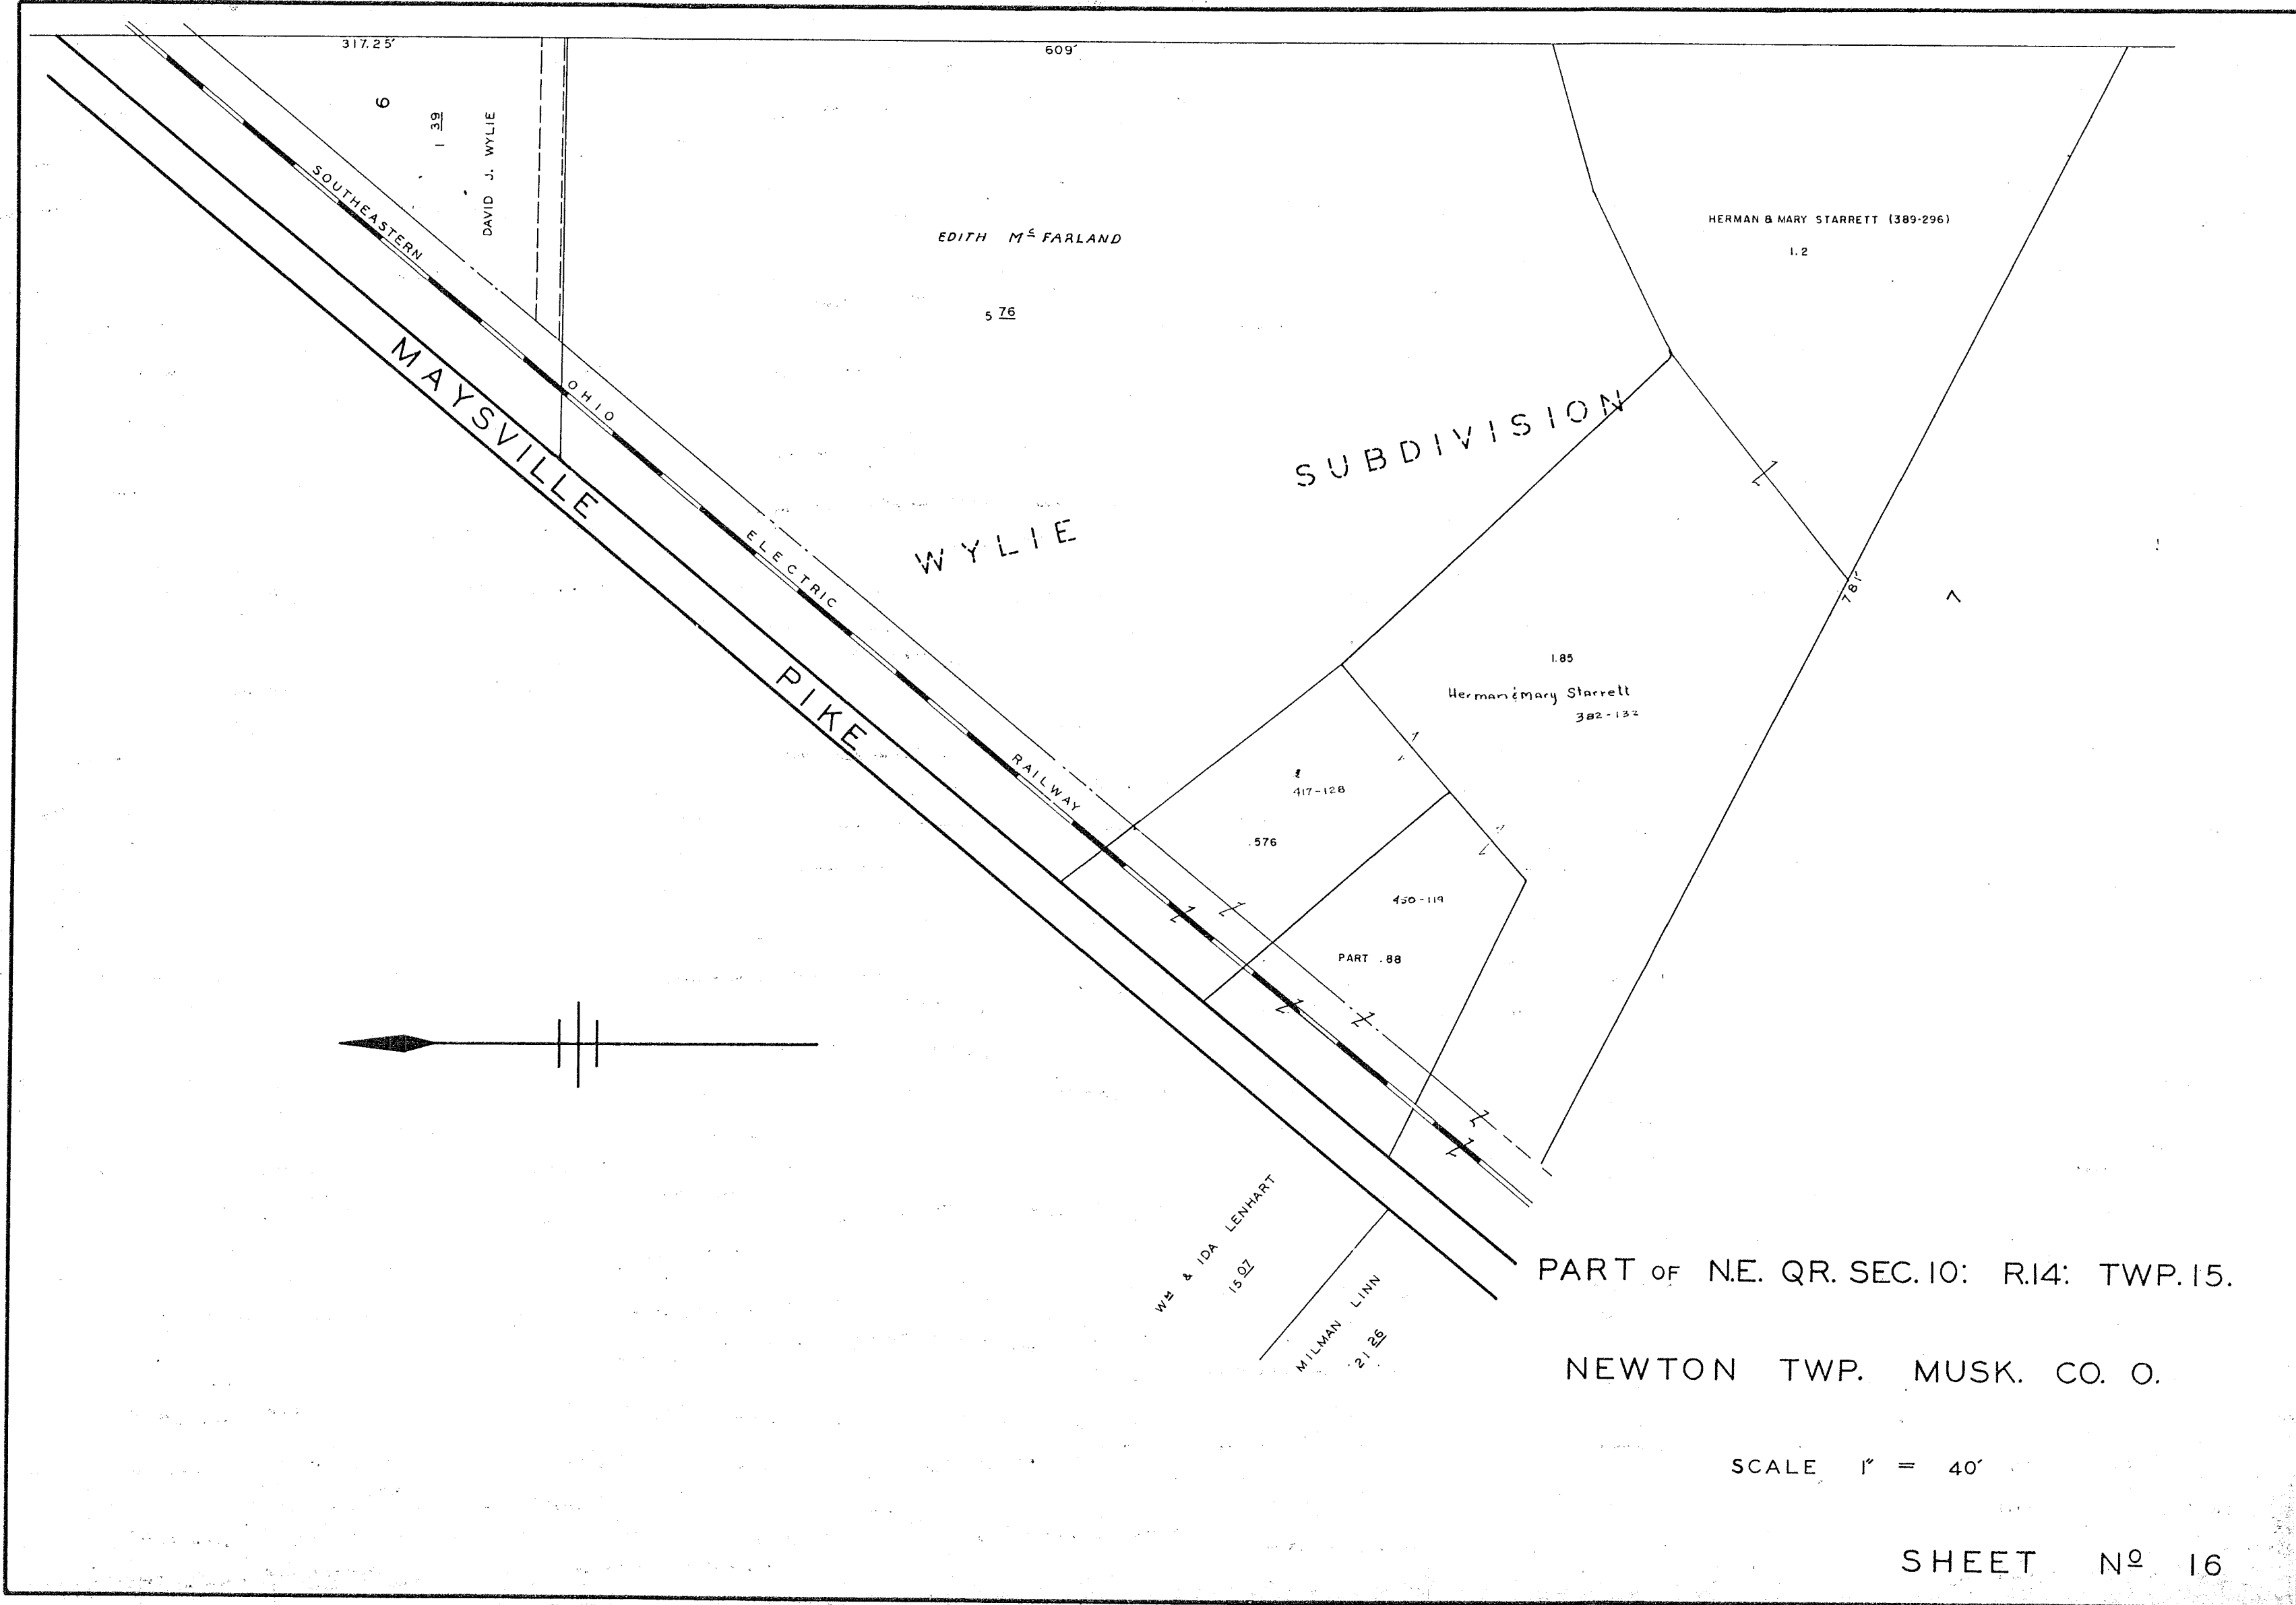 317.25′
609′
6
1 39
DAVID J. WYLIE
SOUTHEASTERN OHIO ELECTRIC RAILWAY
MAYSVILLE PIKE
EDITH Mc FARLAND
5 76
HERMAN & MARY STARRETT (389-296)
1.2
WYLIE SUBDIVISION
781′
7
1.85
Herman & Mary Starrett
382-132
417-128
.576
450-119
PART .88
Wm & IDA LENHART
15 07
MILMAN LINN
21 26
PART OF N.E. QR. SEC. 10: R.14: TWP. 15.
NEWTON TWP. MUSK. CO. O.
SCALE 1″ = 40′
SHEET No 16